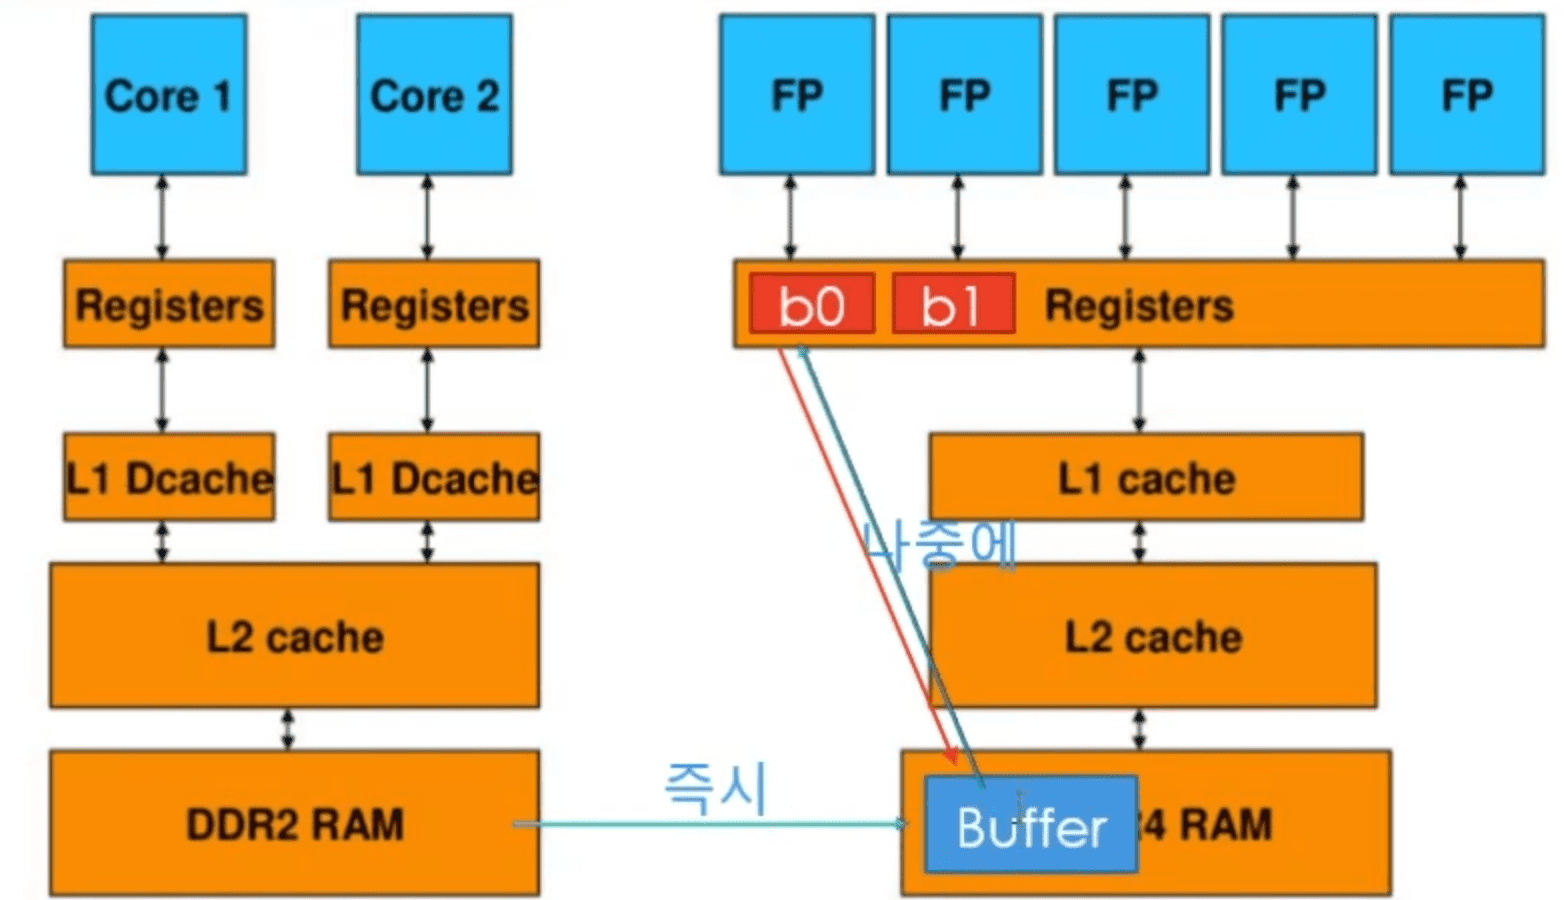 Core 1
Core 2
FP
FP
FP
FP
FP
Registers
Registers
b0
b1
Registers
L1 Dcache
L1 Dcache
L1 cache
나중에
L2 cache
L2 cache
즉시
DDR2 RAM
Buffer
4 RAM